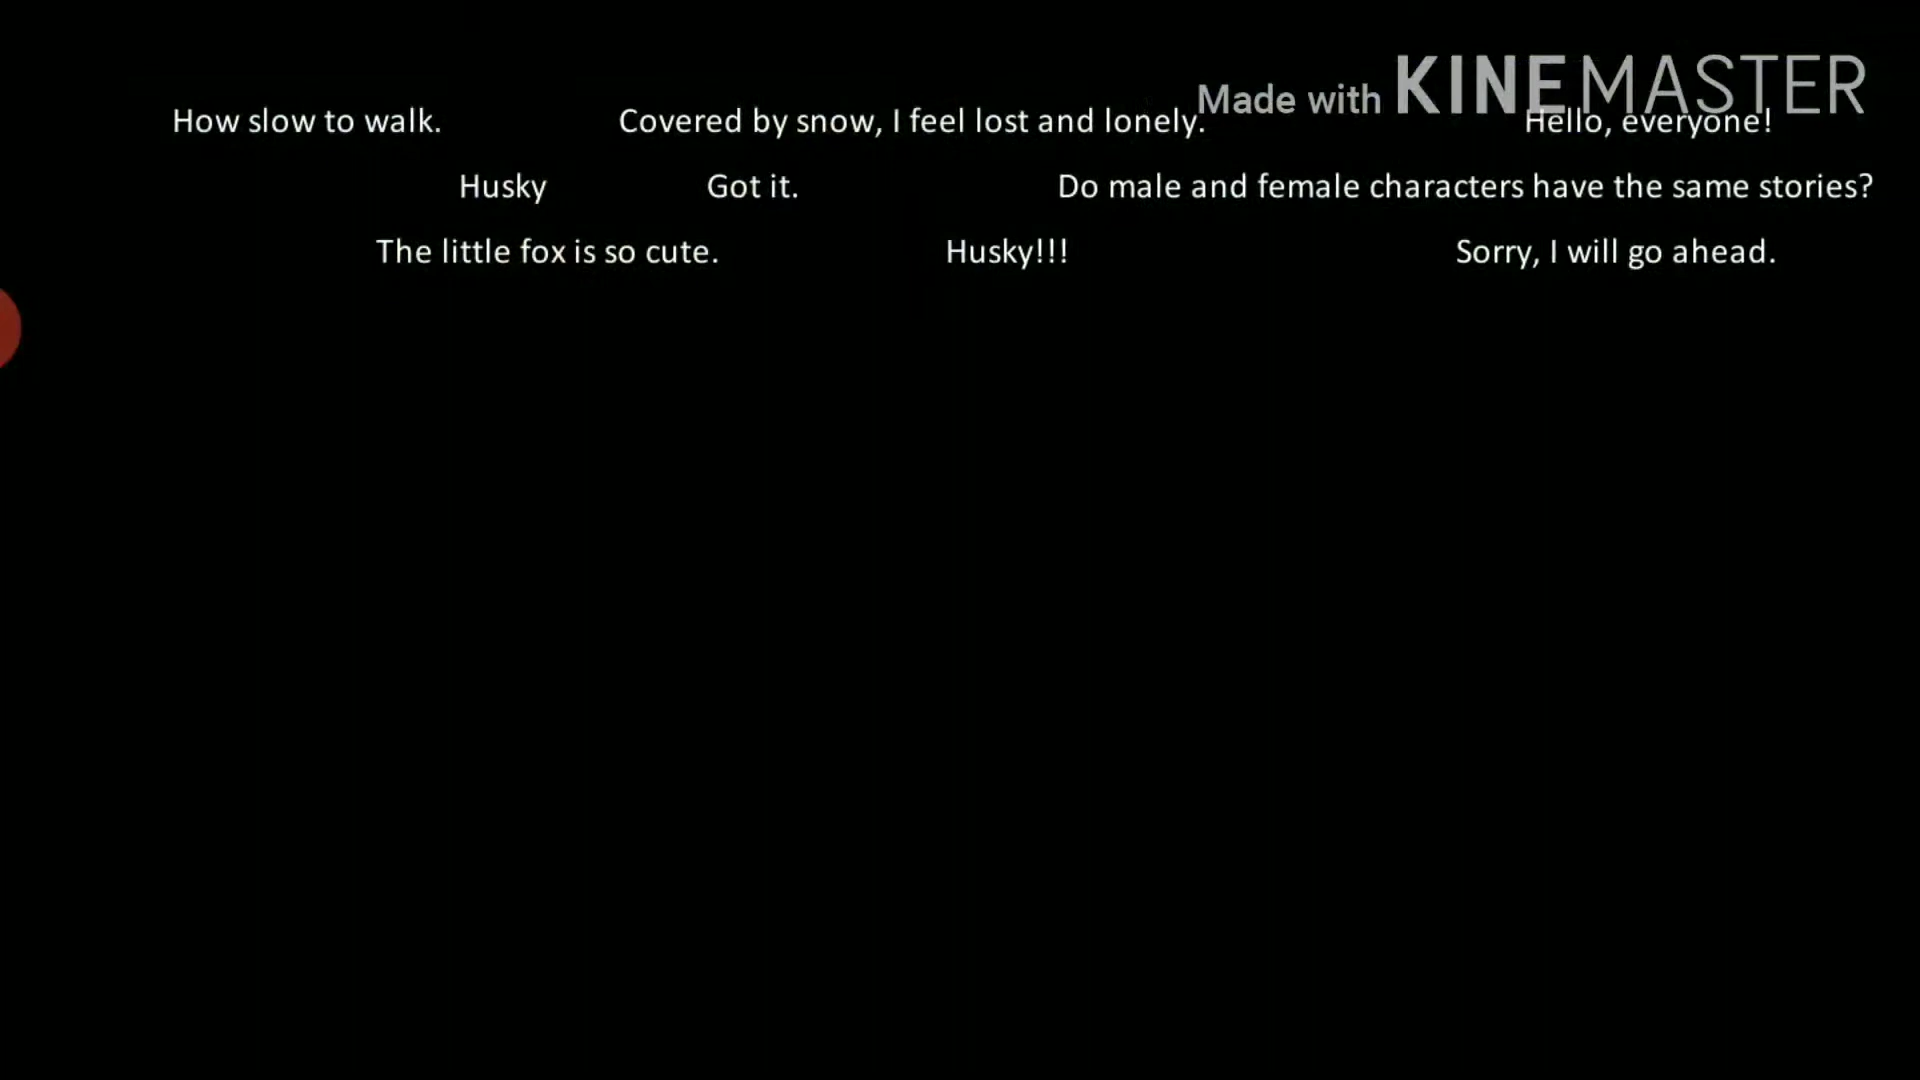 Made with KINEMASTER
How slow to walk. Covered by snow, I feel lost and lonely. Hello, everyone!
Husky Got it. Do male and female characters have the same stories?
The little fox is so cute. Husky!!! Sorry, I will go ahead.